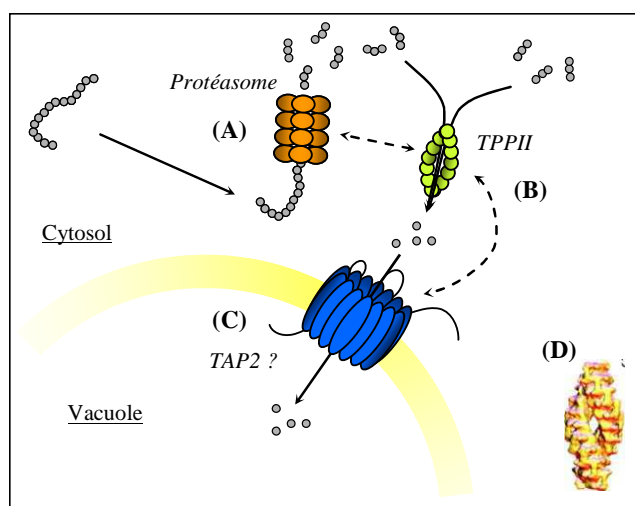 Protéasome
(A)
TPPII
(B)
Cytosol
(C)
TAP2 ?
(D)
Vacuole